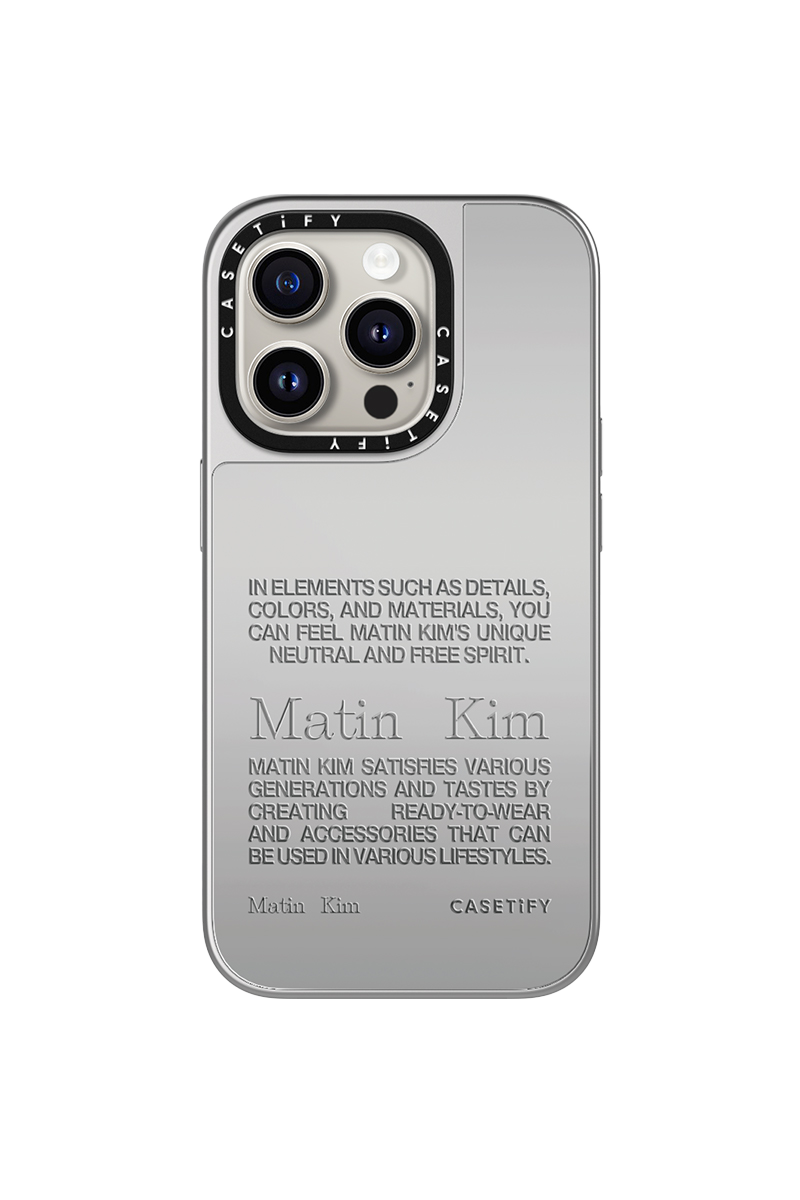 CASETiFY
CASETiFY
IN ELEMENTS SUCH AS DETAILS,
COLORS, AND MATERIALS, YOU
CAN FEEL MATIN KIM'S UNIQUE
NEUTRAL AND FREE SPIRIT.
Matin Kim
MATIN KIM SATISFIES VARIOUS
GENERATIONS AND TASTES BY
CREATING READY-TO-WEAR
AND ACCESSORIES THAT CAN
BE USED IN VARIOUS LIFESTYLES.
Matin Kim CASETiFY